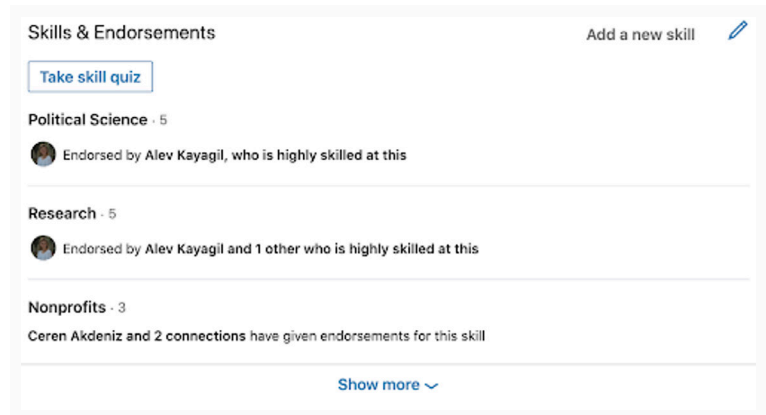 Skills & Endorsements
Add a new skill
Take skill quiz
Political Science · 5
Endorsed by Alev Kayagil, who is highly skilled at this
Research · 5
Endorsed by Alev Kayagil and 1 other who is highly skilled at this
Nonprofits · 3
Ceren Akdeniz and 2 connections have given endorsements for this skill
Show more